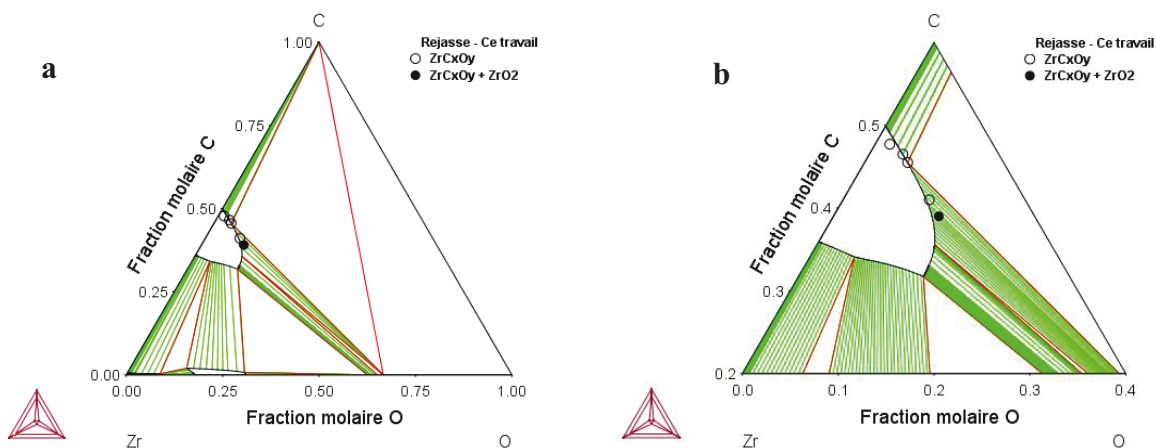 a
C
1.00
Rejasse - Ce travail
ZrCxOy
ZrCxOy + ZrO2
0.75
0.50
0.25
0.00
Fraction molaire C
0.00
0.25
0.50
0.75
1.00
Fraction molaire O
Zr
O
b
C
Rejasse - Ce travail
ZrCxOy
ZrCxOy + ZrO2
0.5
0.4
0.3
0.2
Fraction molaire C
0.0
0.1
0.2
0.3
0.4
Fraction molaire O
Zr
O